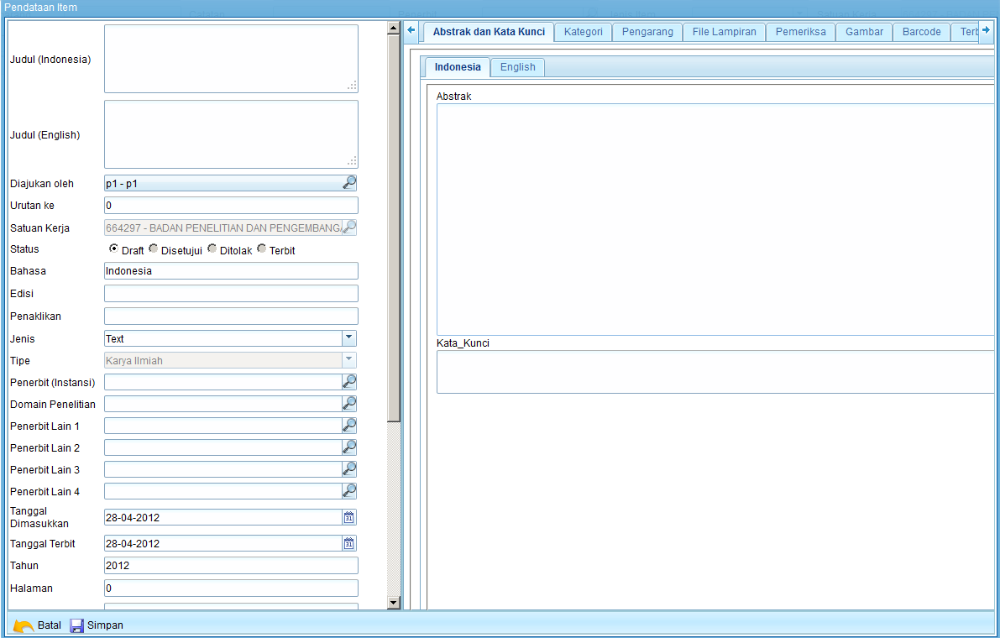 Pendataan Item
Judul (Indonesia)
Judul (English)
Diajukan oleh p1 - p1
Urutan ke 0
Satuan Kerja 664297 - BADAN PENELITIAN DAN PENGEMBANGA
Status Draft Disetujui Ditolak Terbit
Bahasa Indonesia
Edisi
Penaklikan
Jenis Text
Tipe Karya Ilmiah
Penerbit (Instansi)
Domain Penelitian
Penerbit Lain 1
Penerbit Lain 2
Penerbit Lain 3
Penerbit Lain 4
Tanggal
Dimasukkan 28-04-2012
Tanggal Terbit 28-04-2012
Tahun 2012
Halaman 0
Abstrak dan Kata Kunci Kategori Pengarang File Lampiran Pemeriksa Gambar Barcode Terb
Indonesia English
Abstrak
Kata_Kunci
Batal Simpan